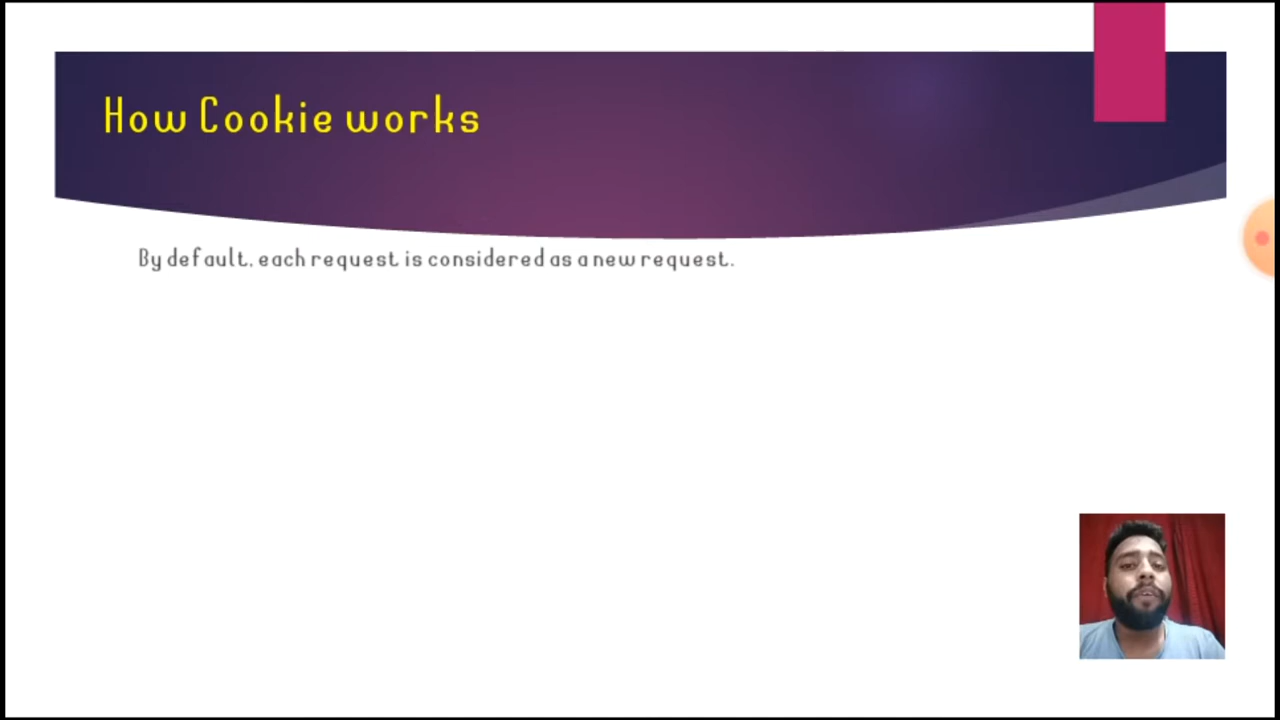 How Cookie works
By default, each request is considered as a new request.